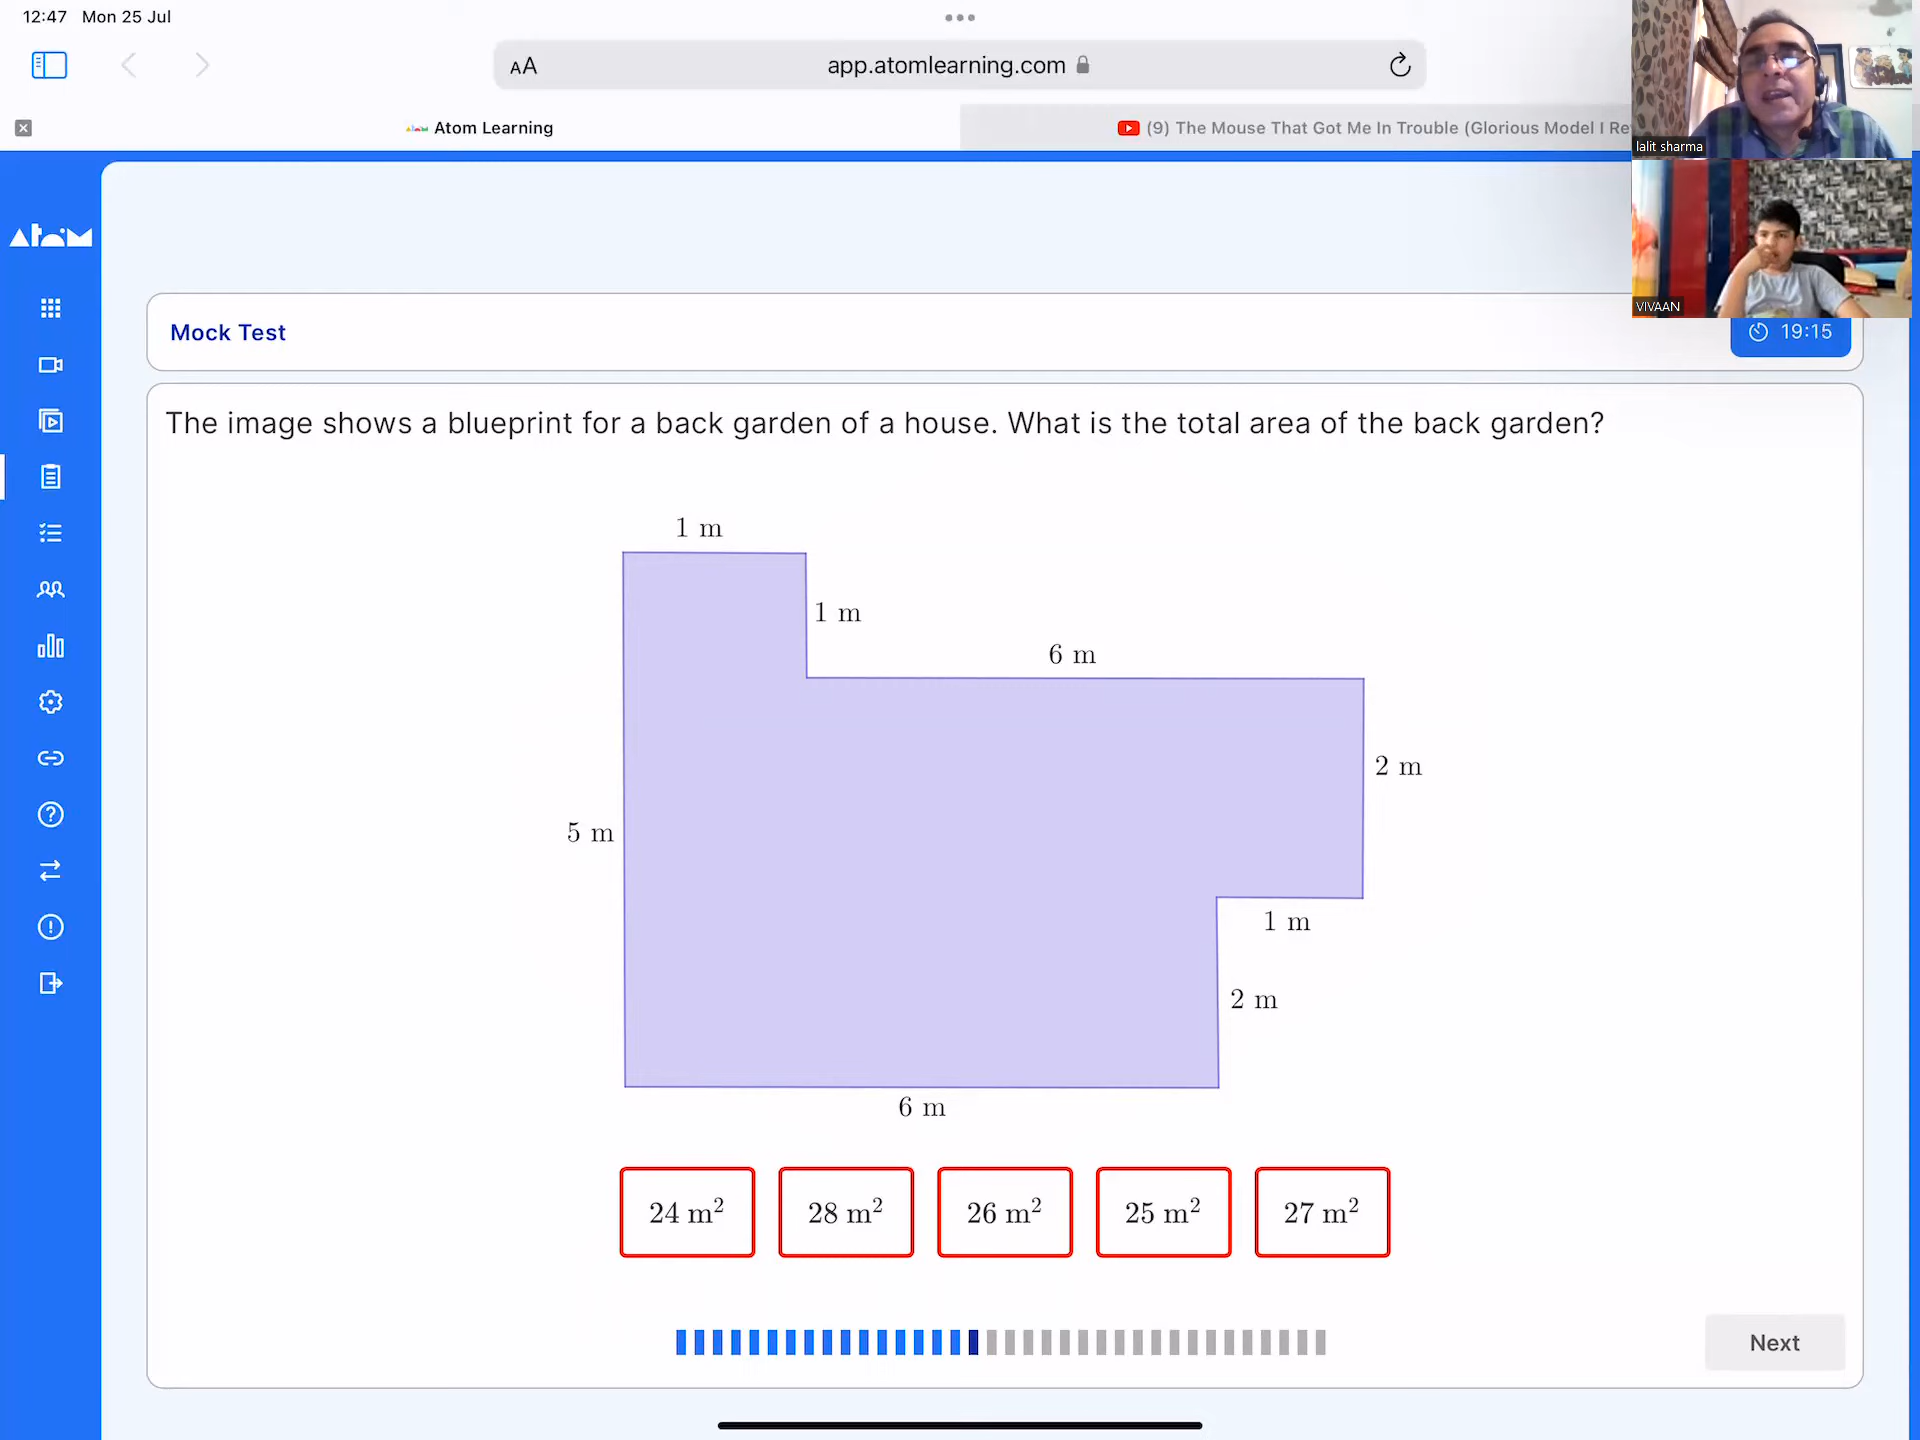 12:47 Mon 25 Jul
AA app.atomlearning.com
Atom Learning
(9) The Mouse That Got Me In Trouble (Glorious Model I Re
lalit sharma
VIVAAN
Atom
Mock Test
19:15
The image shows a blueprint for a back garden of a house. What is the total area of the back garden?
1 m
1 m
6 m
2 m
5 m
1 m
2 m
6 m
24 m² 28 m² 26 m² 25 m² 27 m²
Next